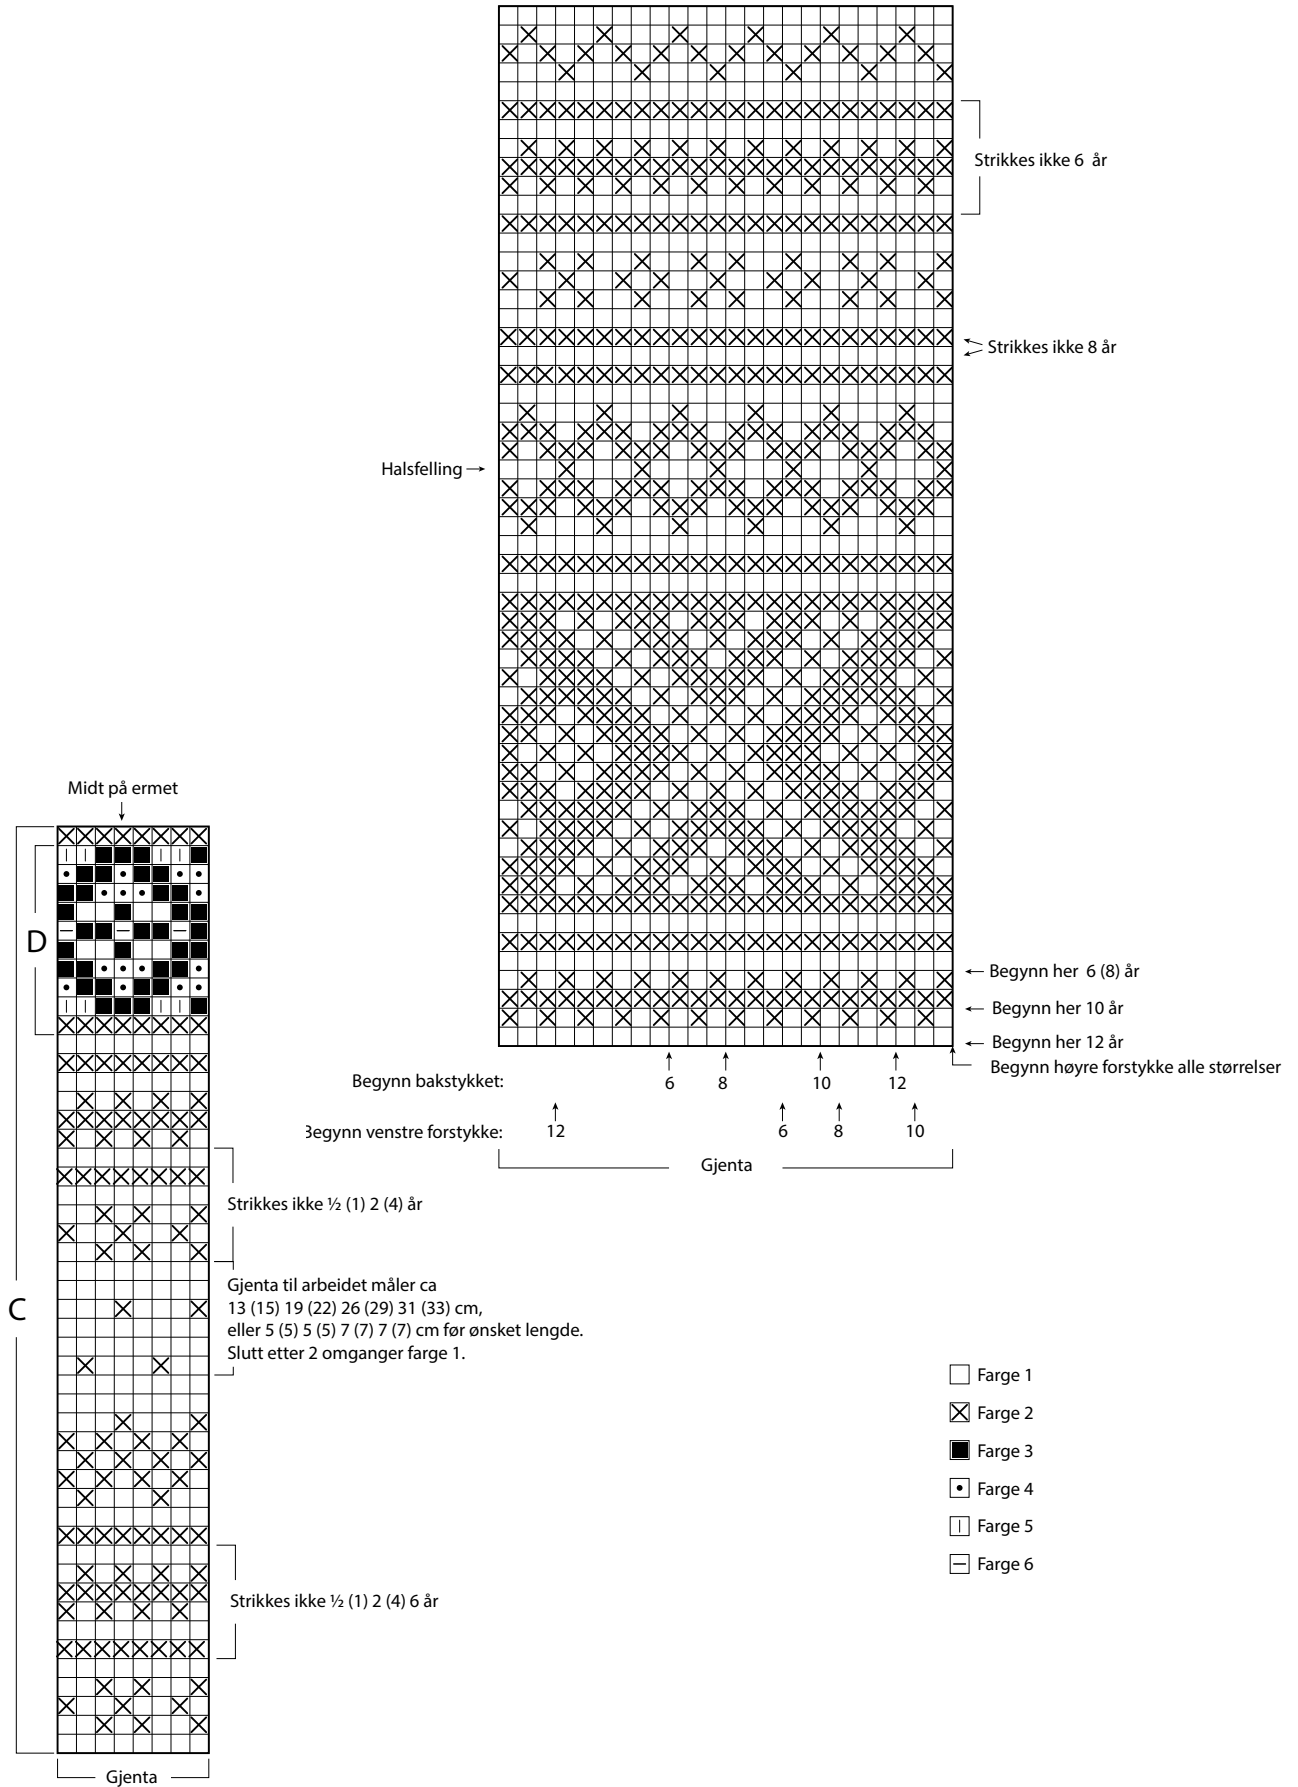 Strikkes ikke 6 år
Strikkes ikke 8 år
Halsfelling
Begynn her 6 (8) år
Begynn her 10 år
Begynn her 12 år
Begynn høyre forstykke alle størrelser
Begynn bakstykket:
6
8
10
12
Begynn venstre forstykke:
12
6
8
10
Gjenta
Midt på ermet
D
C
Strikkes ikke ½ (1) 2 (4) år
Gjenta til arbeidet måler ca
13 (15) 19 (22) 26 (29) 31 (33) cm,
eller 5 (5) 5 (5) 7 (7) 7 (7) cm før ønsket lengde.
Slutt etter 2 omganger farge 1.
Strikkes ikke ½ (1) 2 (4) 6 år
Gjenta
Farge 1
Farge 2
Farge 3
Farge 4
Farge 5
Farge 6